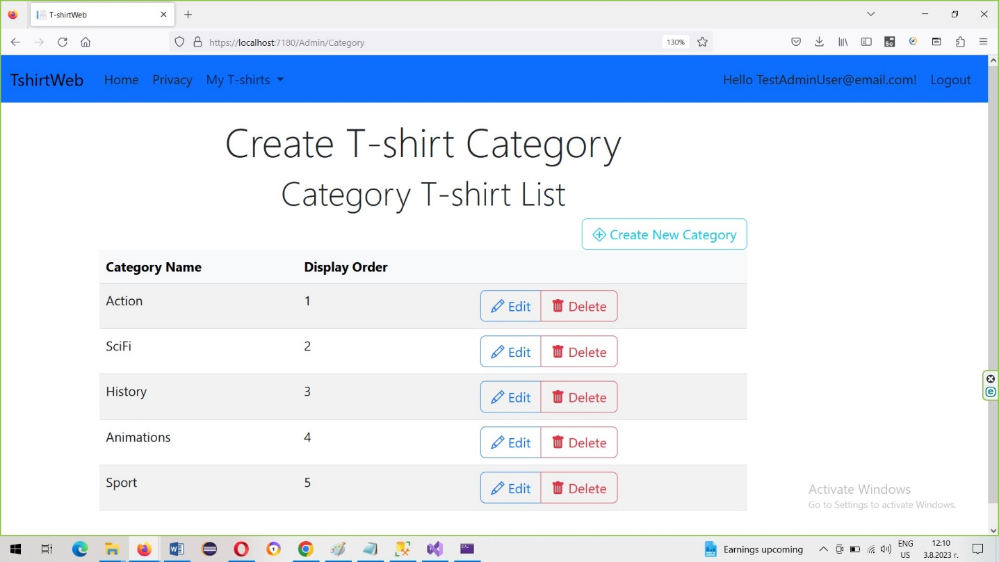 T-shirtWeb
https://localhost:7180/Admin/Category
130%
TshirtWeb Home Privacy My T-shirts Hello TestAdminUser@email.com! Logout
Create T-shirt Category
Category T-shirt List
Create New Category
Category Name Display Order
Action 1 Edit Delete
SciFi 2 Edit Delete
History 3 Edit Delete
Animations 4 Edit Delete
Sport 5 Edit Delete
Activate Windows
Go to Settings to activate Windows.
Earnings upcoming
ENG
US
12:10
3.8.2023 г.